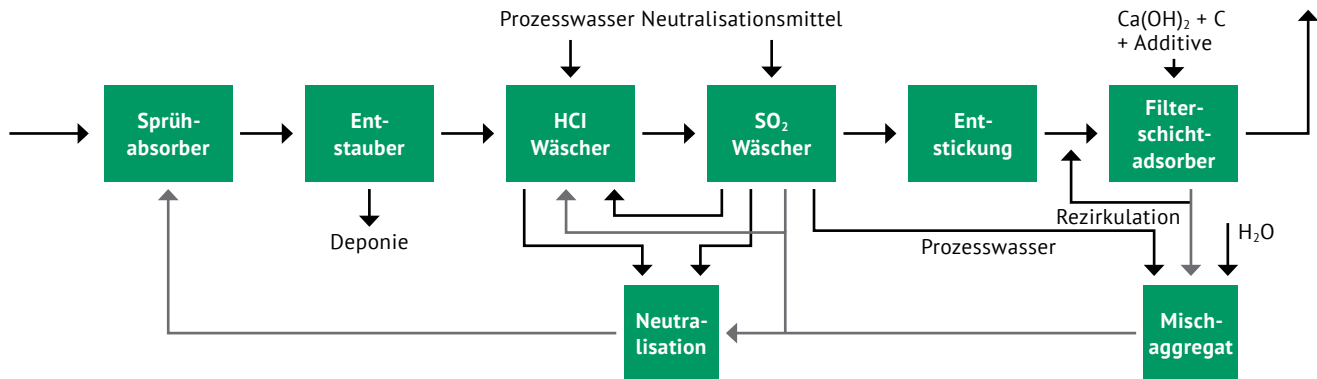 Prozesswasser Neutralisationsmittel
Ca(OH)₂ + C
+ Additive
Sprüh-
absorber
Ent-
stauber
HCl
Wäscher
SO₂
Wäscher
Ent-
stickung
Filter-
schicht-
adsorber
Deponie
Rezirkulation
Prozesswasser
H₂O
Neutra-
lisation
Misch-
aggregat